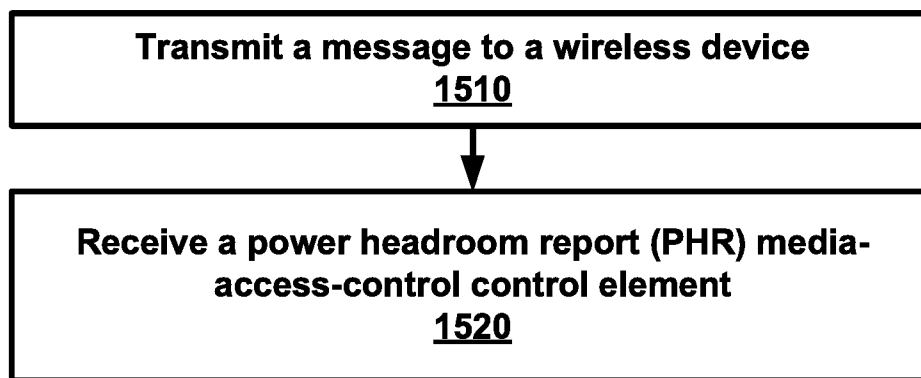 Transmit a message to a wireless device
1510
Receive a power headroom report (PHR) media-
access-control control element
1520